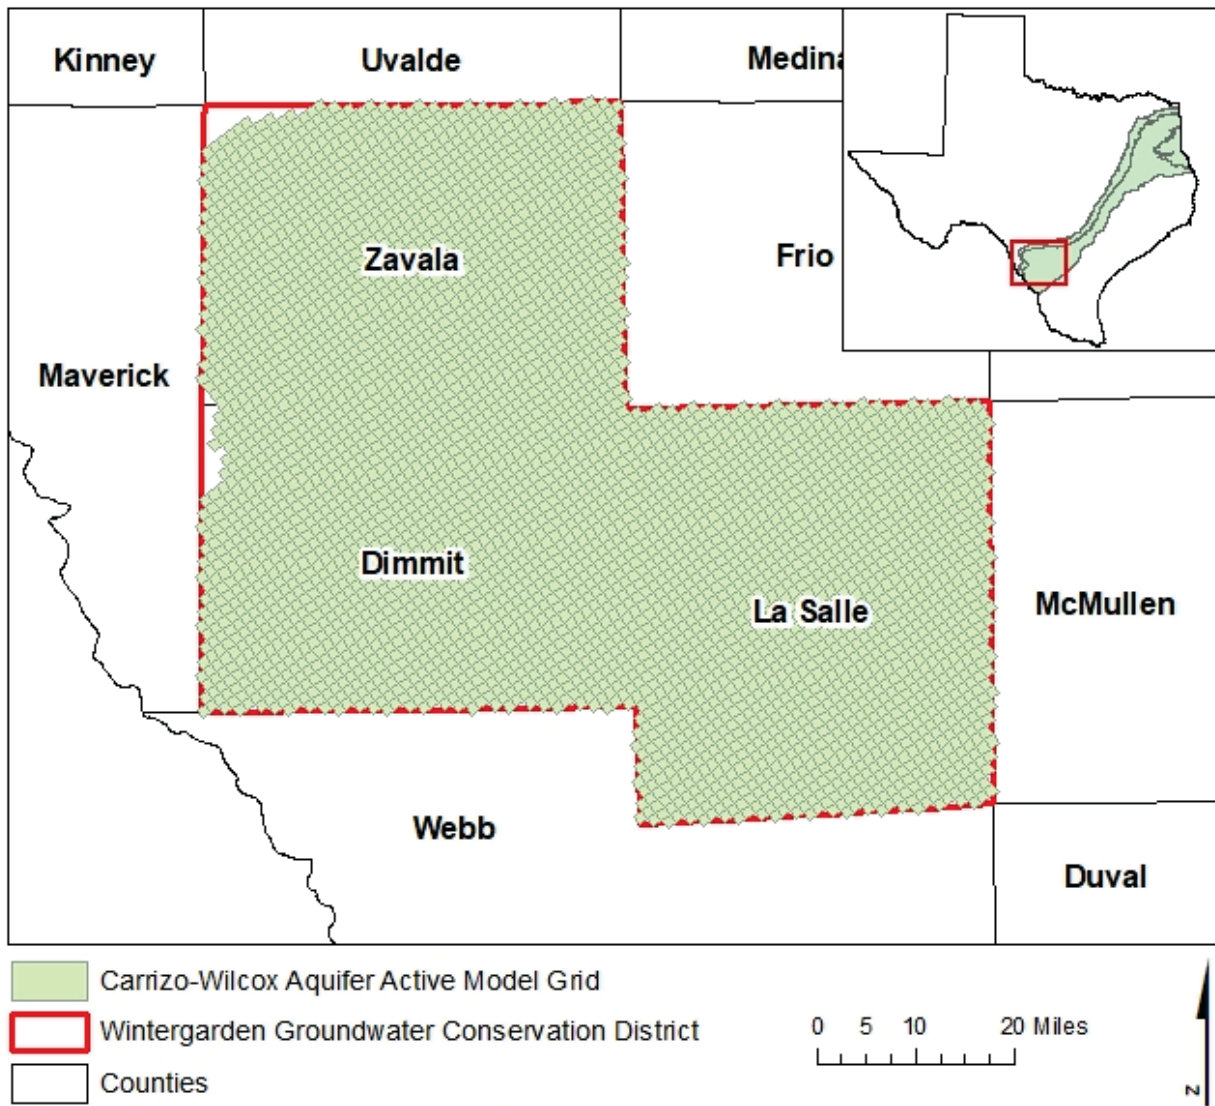 Kinney
Uvalde
Medina
Zavala
Frio
Maverick
Dimmit
La Salle
McMullen
Webb
Duval
Carrizo-Wilcox Aquifer Active Model Grid
Wintergarden Groundwater Conservation District
Counties
0 5 10 20 Miles
N